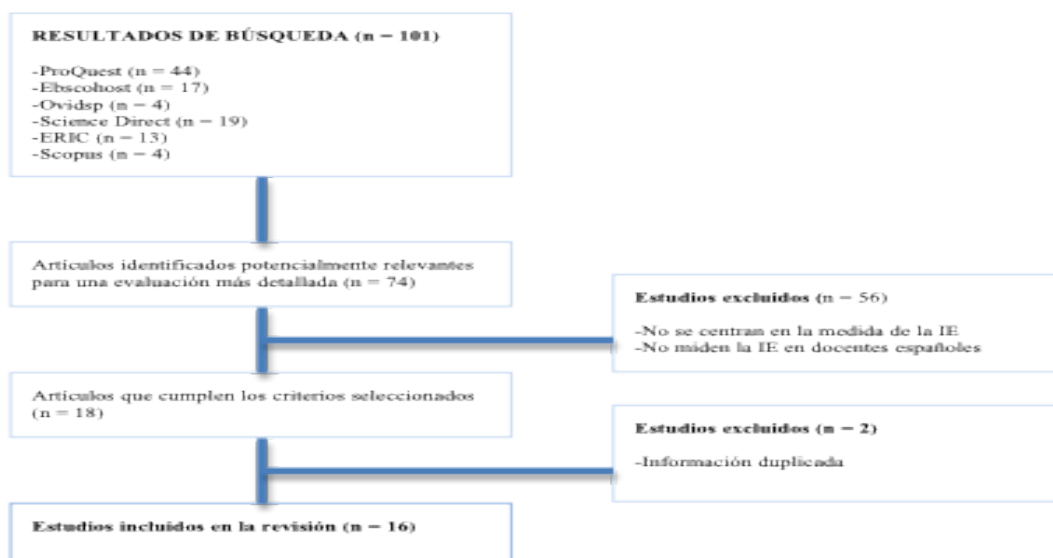 RESULTADOS DE BÚSQUEDA (n = 101)
-ProQuest (n = 44)
-Ebscohost (n = 17)
-Ovidsp (n = 4)
-Science Direct (n = 19)
-ERIC (n = 13)
-Scopus (n = 4)
Artículos identificados potencialmente relevantes
para una evaluación más detallada (n = 74)
Estudios excluidos (n = 56)
-No se centran en la medida de la IE
-No miden la IE en docentes españoles
Artículos que cumplen los criterios seleccionados
(n = 18)
Estudios excluidos (n = 2)
-Información duplicada
Estudios incluidos en la revisión (n = 16)